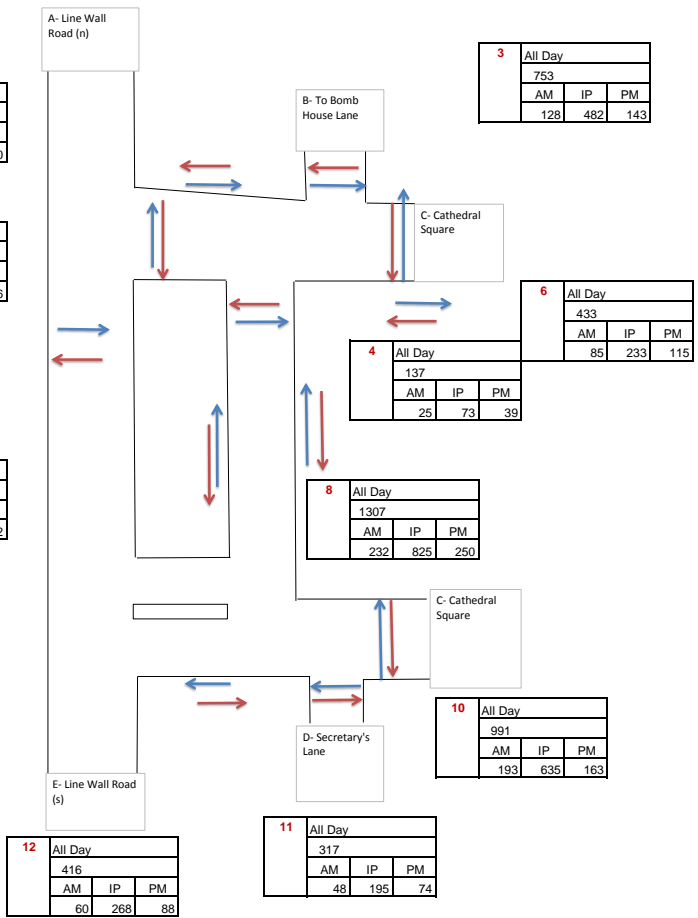 A- Line Wall
Road (n)
3 All Day
753
AM IP PM
128 482 143
B- To Bomb
House Lane
C- Cathedral
Square
6 All Day
433
AM IP PM
85 233 115
4 All Day
137
AM IP PM
25 73 39
8 All Day
1307
AM IP PM
232 825 250
C- Cathedral
Square
10 All Day
991
AM IP PM
193 635 163
D- Secretary's
Lane
E- Line Wall Road
(s)
11 All Day
317
AM IP PM
48 195 74
12 All Day
416
AM IP PM
60 268 88